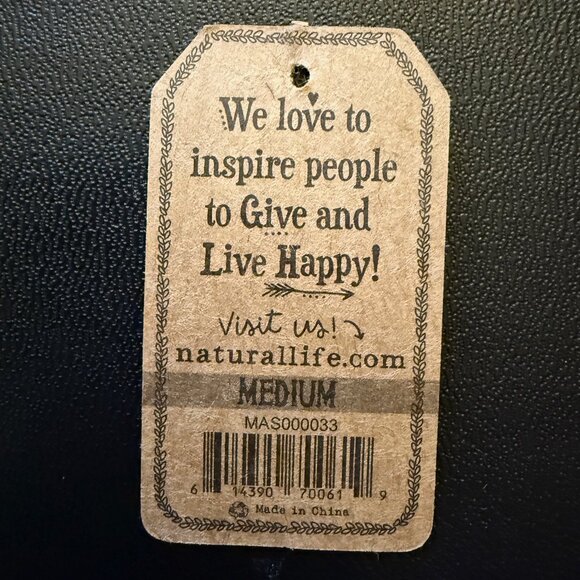 We love to
inspire people
to Give and
Live Happy!
Visit us!
naturallife.com
MEDIUM
MAS000033
6 14390 70061 9
Made in China